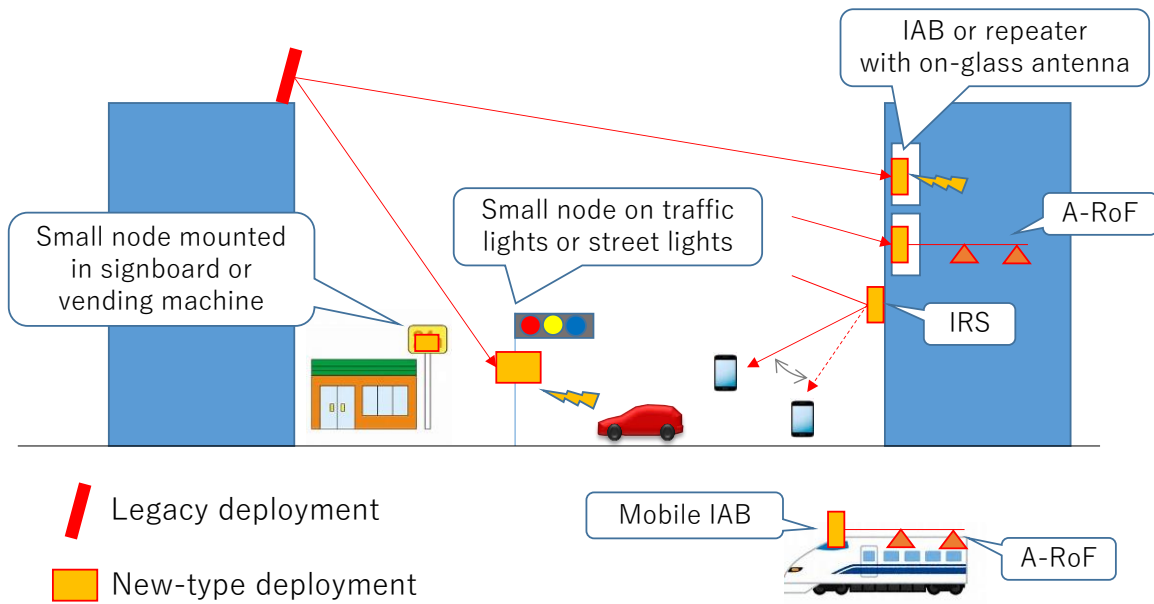 IAB or repeater
with on-glass antenna
A-RoF
Small node on traffic
lights or street lights
Small node mounted
in signboard or
vending machine
IRS
Legacy deployment
Mobile IAB
A-RoF
New-type deployment